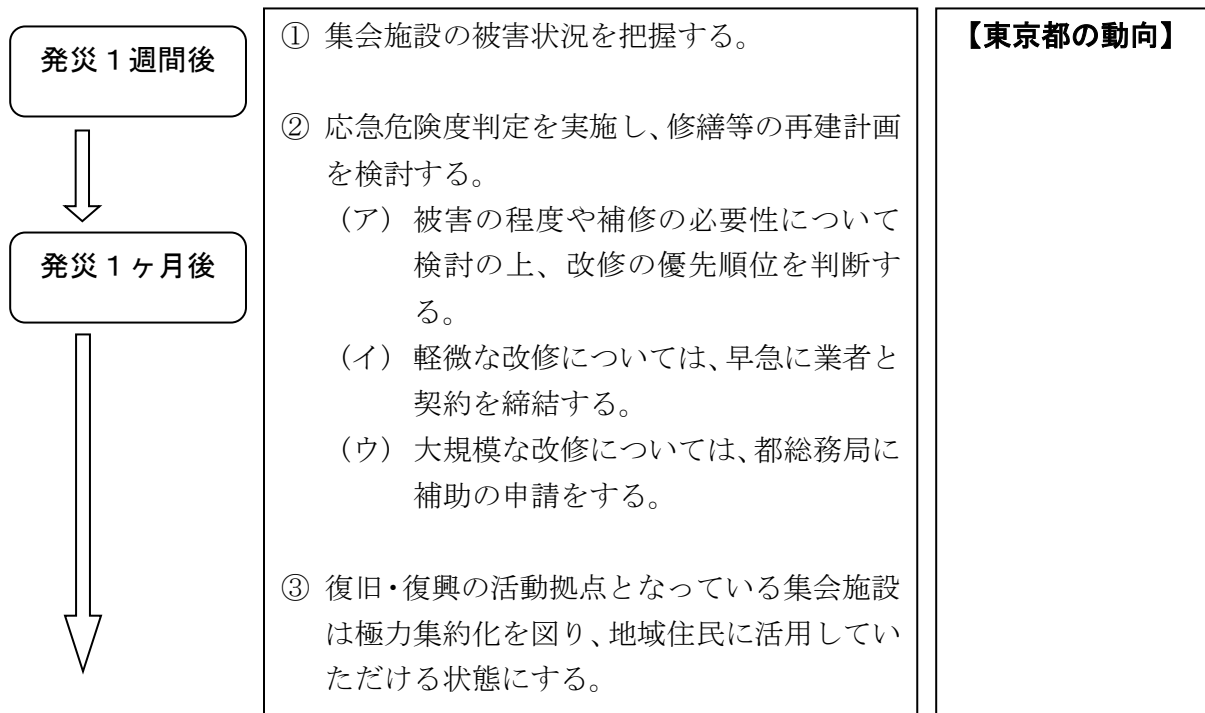 発災１週間後
発災１ヶ月後
① 集会施設の被害状況を把握する。
② 応急危険度判定を実施し、修繕等の再建計画
を検討する。
（ア） 被害の程度や補修の必要性について
検討の上、改修の優先順位を判断す
る。
（イ） 軽微な改修については、早急に業者と
契約を締結する。
（ウ） 大規模な改修については、都総務局に
補助の申請をする。
③ 復旧・復興の活動拠点となっている集会施設
は極力集約化を図り、地域住民に活用してい
ただける状態にする。
【東京都の動向】